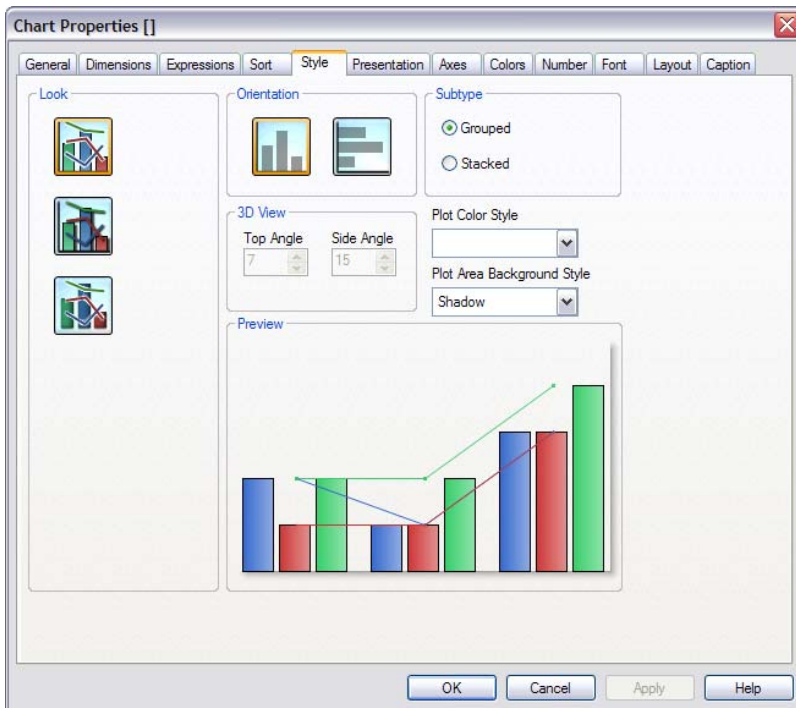 Chart Properties []
General Dimensions Expressions Sort Style Presentation Axes Colors Number Font Layout Caption
Look
Orientation
Subtype
Grouped
Stacked
3D View
Top Angle Side Angle
7 15
Plot Color Style
Plot Area Background Style
Shadow
Preview
OK Cancel Apply Help